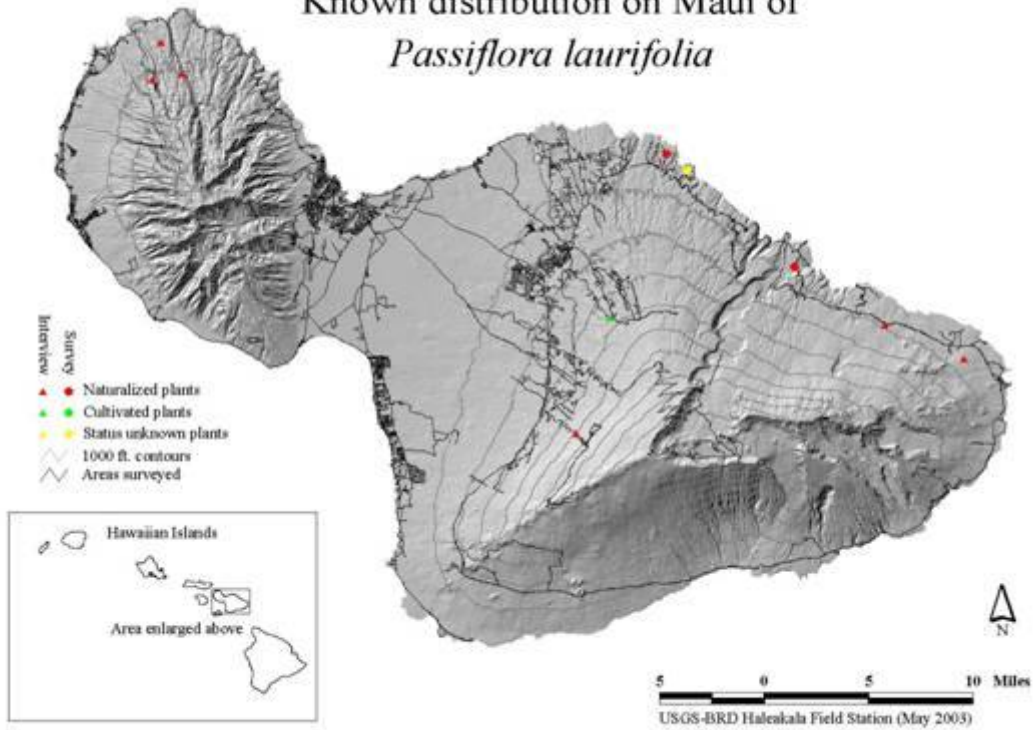 Known distribution on Maui of
Passiflora laurifolia
Interview
Survey
Naturalized plants
Cultivated plants
Status unknown plants
1000 ft. contours
Areas surveyed
Hawaiian Islands
Area enlarged above
N
5 0 5 10 Miles
USGS-BRD Haleakala Field Station (May 2003)